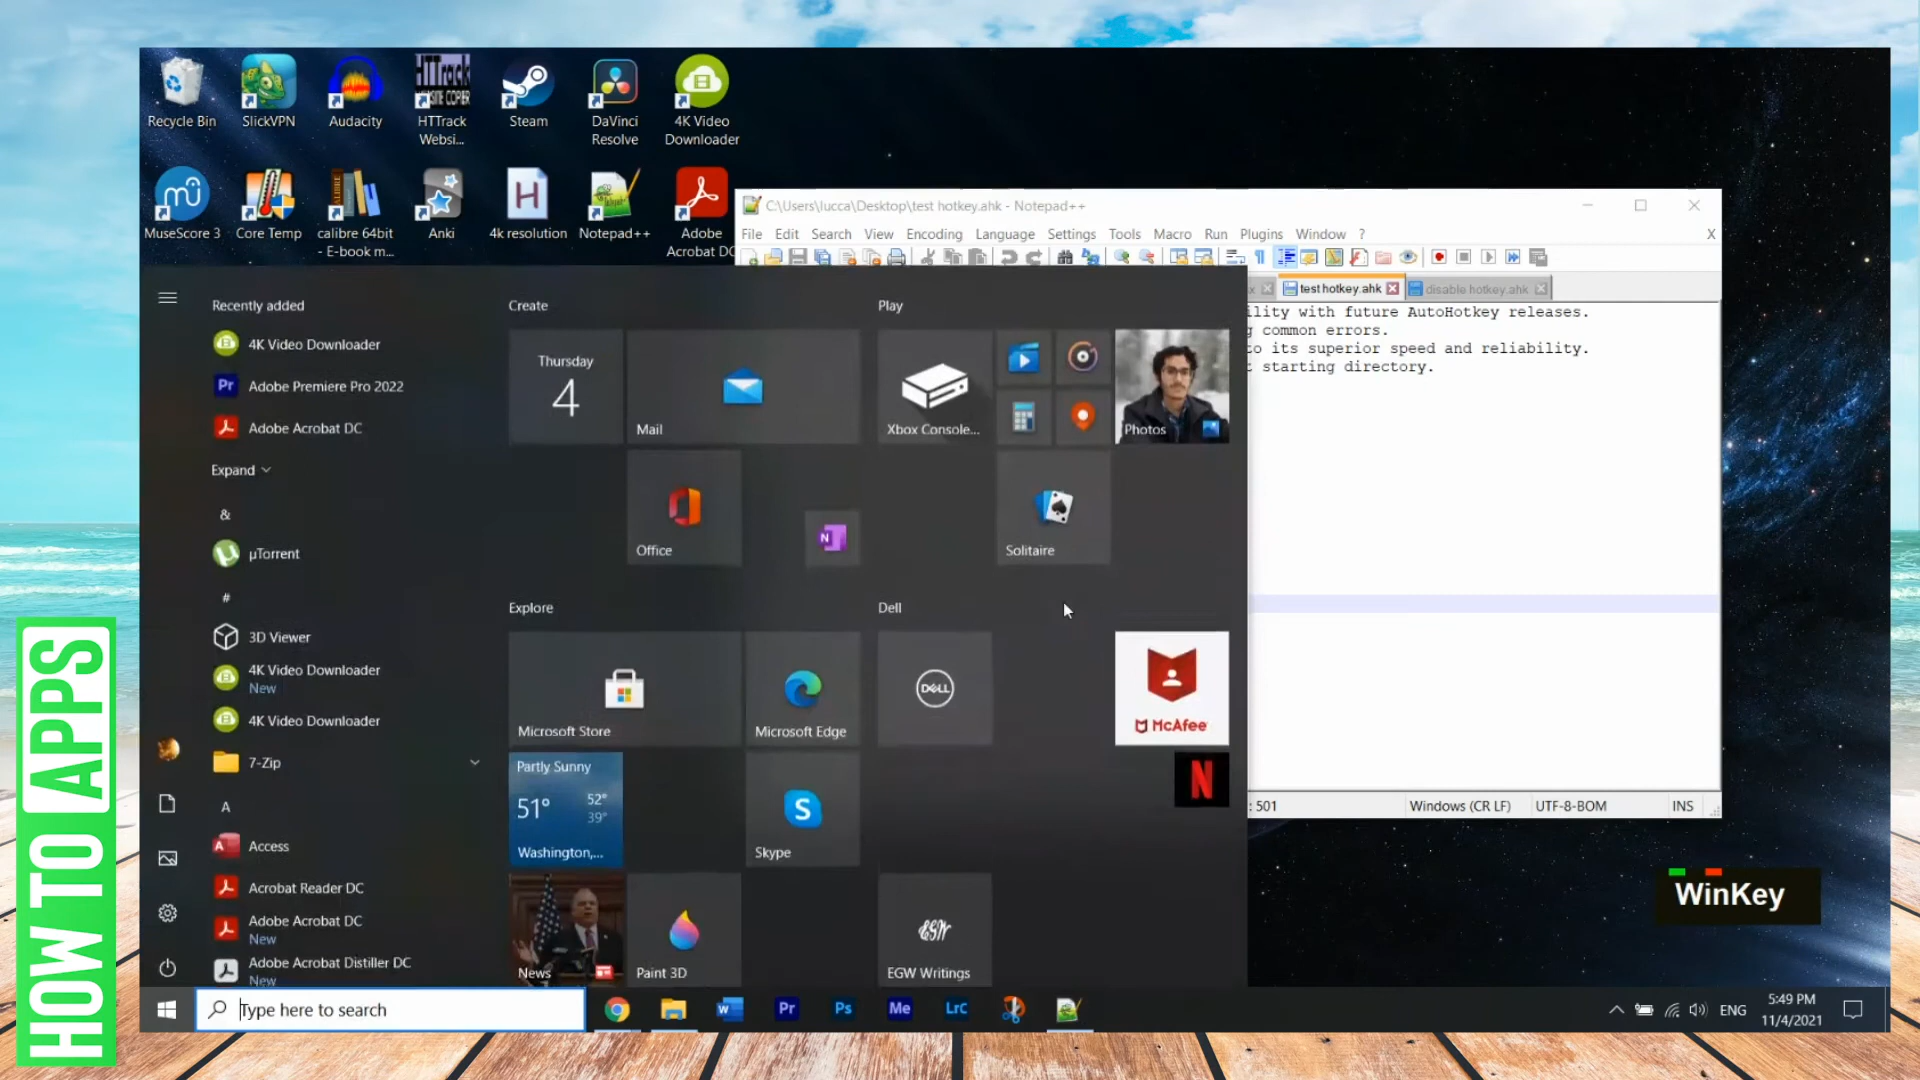 Recycle Bin
SlickVPN
Audacity
HTTrack
Websi...
Steam
DaVinci
Resolve
4K Video
Downloader
MuseScore 3
Core Temp
calibre 64bit
- E-book m...
Anki
4k resolution
Notepad++
Adobe
Acrobat DC
C:\Users\lucca\Desktop\test hotkey.ahk - Notepad++
File Edit Search View Encoding Language Settings Tools Macro Run Plugins Window ? X
test hotkey.ahk
disable hotkey.ahk
ility with future AutoHotkey releases.
g common errors.
to its superior speed and reliability.
t starting directory.
: 501
Windows (CR LF)
UTF-8-BOM
INS
Recently added
4K Video Downloader
Adobe Premiere Pro 2022
Adobe Acrobat DC
Expand
&
µTorrent
#
3D Viewer
4K Video Downloader
New
4K Video Downloader
7-Zip
A
Access
Acrobat Reader DC
Adobe Acrobat DC
New
Adobe Acrobat Distiller DC
New
Create
Thursday
4
Mail
Office
Play
Xbox Console...
Photos
Solitaire
Explore
Microsoft Store
Microsoft Edge
Partly Sunny
51°
52°
39°
Washington,...
Skype
News
Paint 3D
Dell
DELL
McAfee
N
EGW
EGW Writings
WinKey
Type here to search
Pr
Ps
Me
LrC
ENG
5:49 PM
11/4/2021
HOW TO APPS